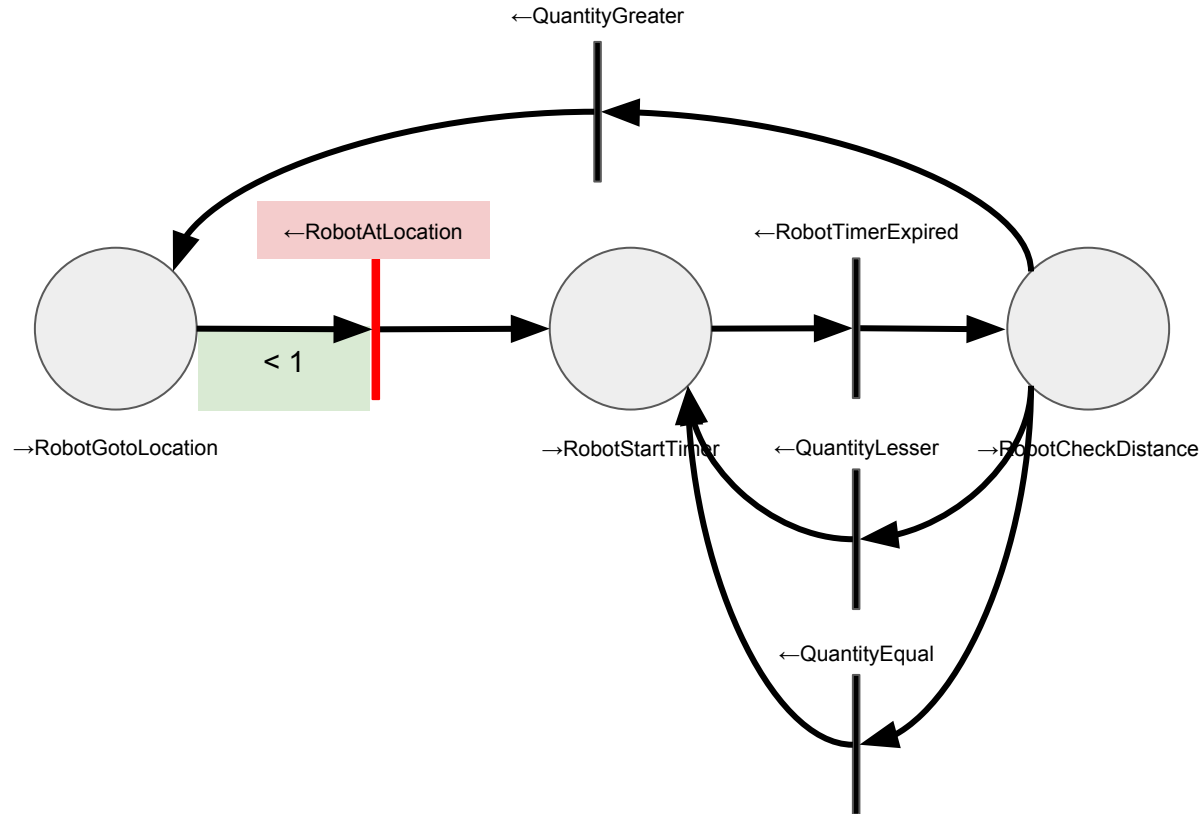 ←QuantityGreater
←RobotAtLocation
←RobotTimerExpired
< 1
→RobotGotoLocation
→RobotStartTimer
←QuantityLesser
→RobotCheckDistance
←QuantityEqual